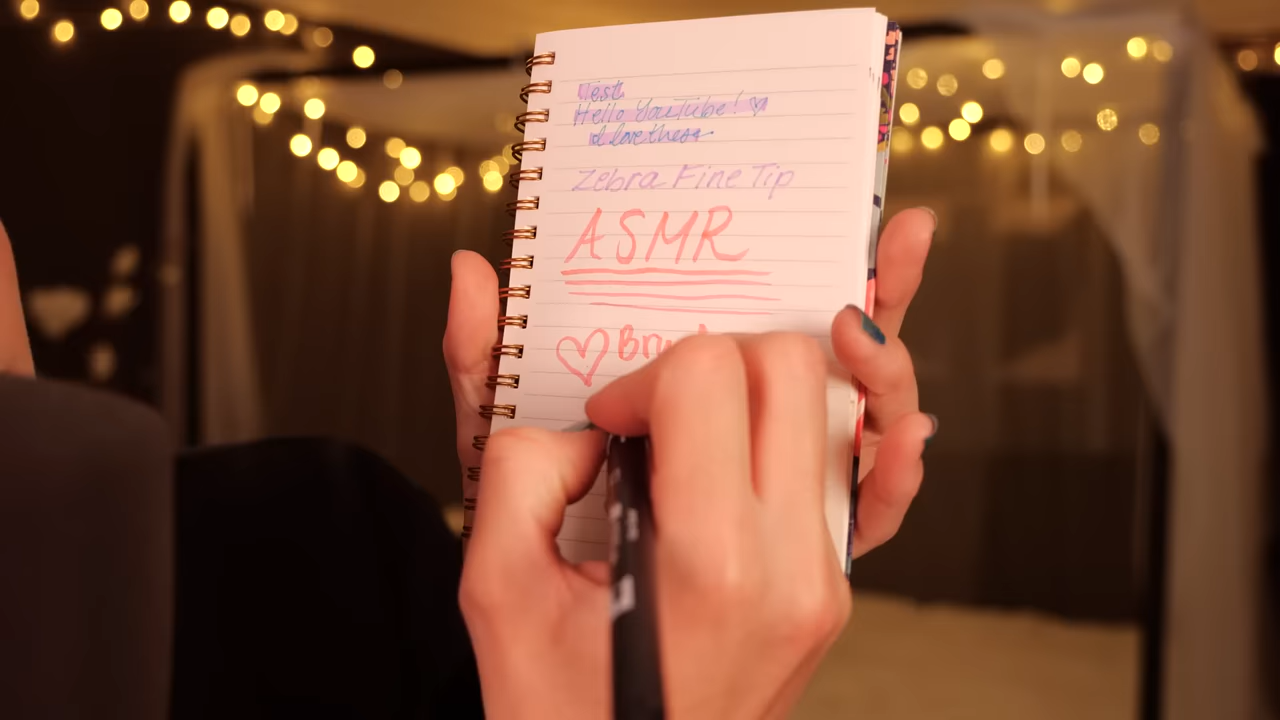 Test
Hello YouTube! ♡
I love these
Zebra Fine Tip
ASMR
♡